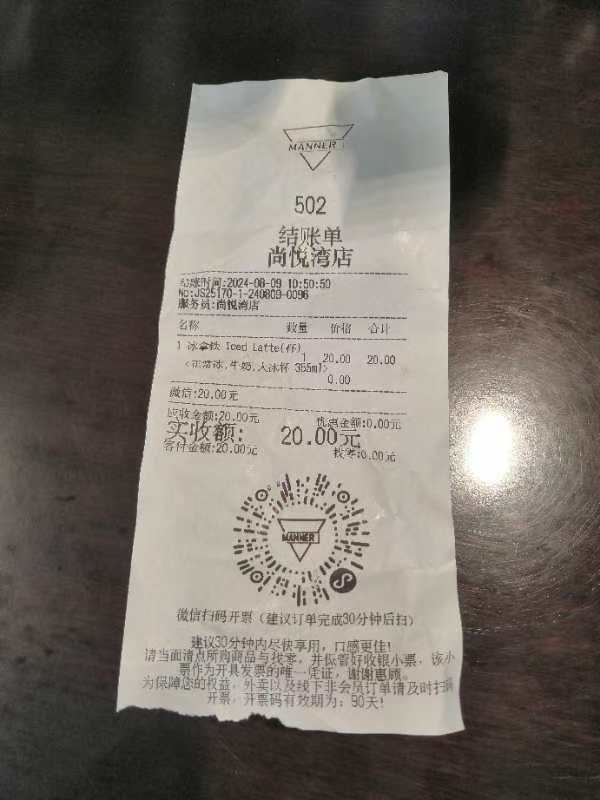 MANNER
502
结账单
尚悦湾店
结账时间:2024-08-09 10:50:50
No:JS25170-1-240809-0096
服务员:尚悦湾店
名称 数量 价格 合计
1 冰拿铁 Iced Latte(杯)
1 20.00 20.00
<正常冰,牛奶,大冰杯 355ml>
0.00
微信:20.00元
应收金额:20.00元 优惠金额:0.00元
实收额: 20.00元
客付金额:20.00元 找零:0.00元
MANNER
微信扫码开票（建议订单完成30分钟后扫）
建议30分钟内尽快享用，口感更佳!
请当面清点所购商品与找零，并保管好收银小票，该小
票作为开具发票的唯一凭证，谢谢惠顾。
为保障您的权益，外卖以及线下非会员订单请及时扫码
开票，开票码有效期为：90天!